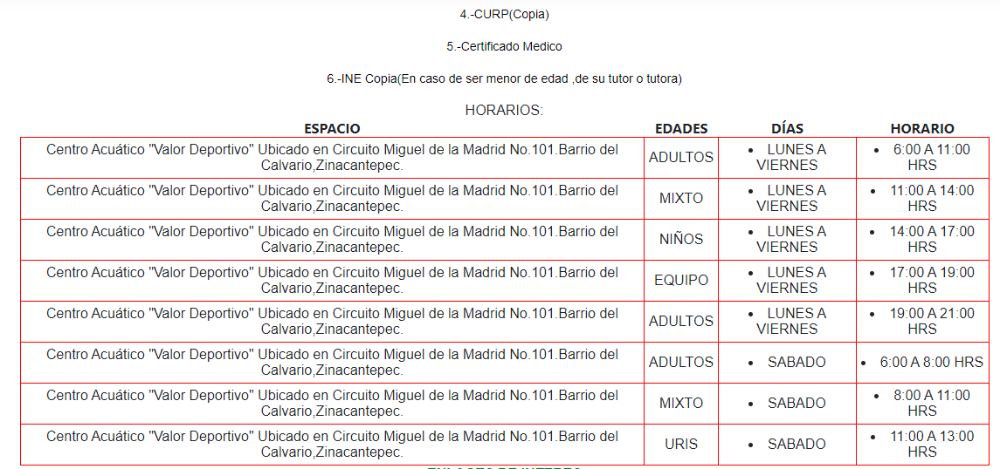 4.-CURP(Copia)
5.-Certificado Medico
6.-INE Copia(En caso de ser menor de edad ,de su tutor o tutora)
HORARIOS:
ESPACIO EDADES DÍAS HORARIO
Centro Acuático "Valor Deportivo" Ubicado en Circuito Miguel de la Madrid No.101.Barrio del
Calvario,Zinacantepec.
ADULTOS
• LUNES A
VIERNES
• 6:00 A 11:00
HRS
Centro Acuático "Valor Deportivo" Ubicado en Circuito Miguel de la Madrid No.101.Barrio del
Calvario,Zinacantepec.
MIXTO
• LUNES A
VIERNES
• 11:00 A 14:00
HRS
Centro Acuático "Valor Deportivo" Ubicado en Circuito Miguel de la Madrid No.101.Barrio del
Calvario,Zinacantepec.
NIÑOS
• LUNES A
VIERNES
• 14:00 A 17:00
HRS
Centro Acuático "Valor Deportivo" Ubicado en Circuito Miguel de la Madrid No.101.Barrio del
Calvario,Zinacantepec.
EQUIPO
• LUNES A
VIERNES
• 17:00 A 19:00
HRS
Centro Acuático "Valor Deportivo" Ubicado en Circuito Miguel de la Madrid No.101.Barrio del
Calvario,Zinacantepec.
ADULTOS
• LUNES A
VIERNES
• 19:00 A 21:00
HRS
Centro Acuático "Valor Deportivo" Ubicado en Circuito Miguel de la Madrid No.101.Barrio del
Calvario,Zinacantepec.
ADULTOS
• SABADO
• 6:00 A 8:00 HRS
Centro Acuático "Valor Deportivo" Ubicado en Circuito Miguel de la Madrid No.101.Barrio del
Calvario,Zinacantepec.
MIXTO
• SABADO
• 8:00 A 11:00
HRS
Centro Acuático "Valor Deportivo" Ubicado en Circuito Miguel de la Madrid No.101.Barrio del
Calvario,Zinacantepec.
URIS
• SABADO
• 11:00 A 13:00
HRS